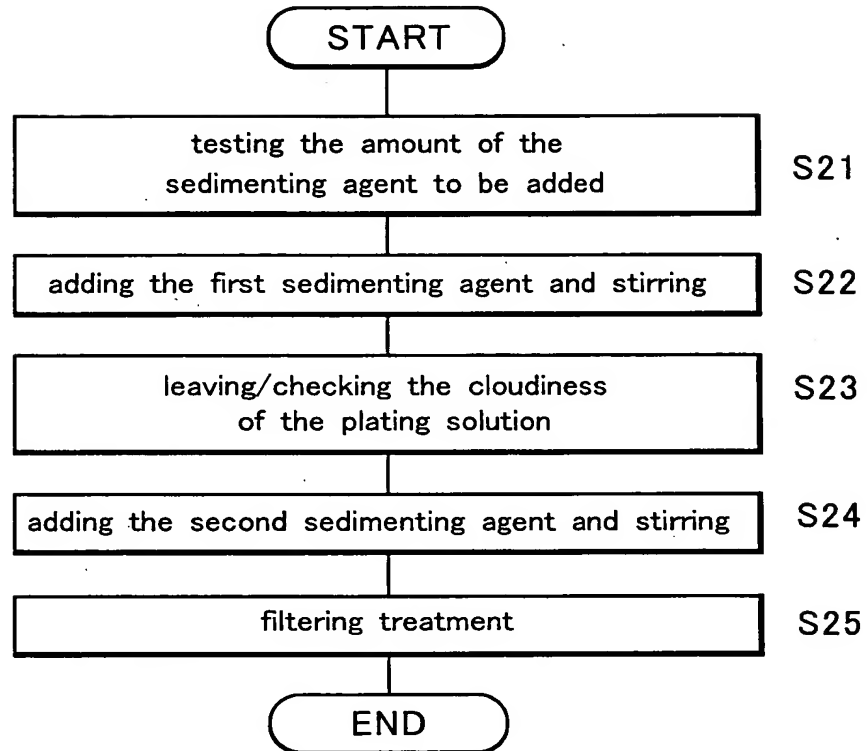 START
testing the amount of the
sedimenting agent to be added
S21
adding the first sedimenting agent and stirring
S22
leaving/checking the cloudiness
of the plating solution
S23
adding the second sedimenting agent and stirring
S24
filtering treatment
S25
END